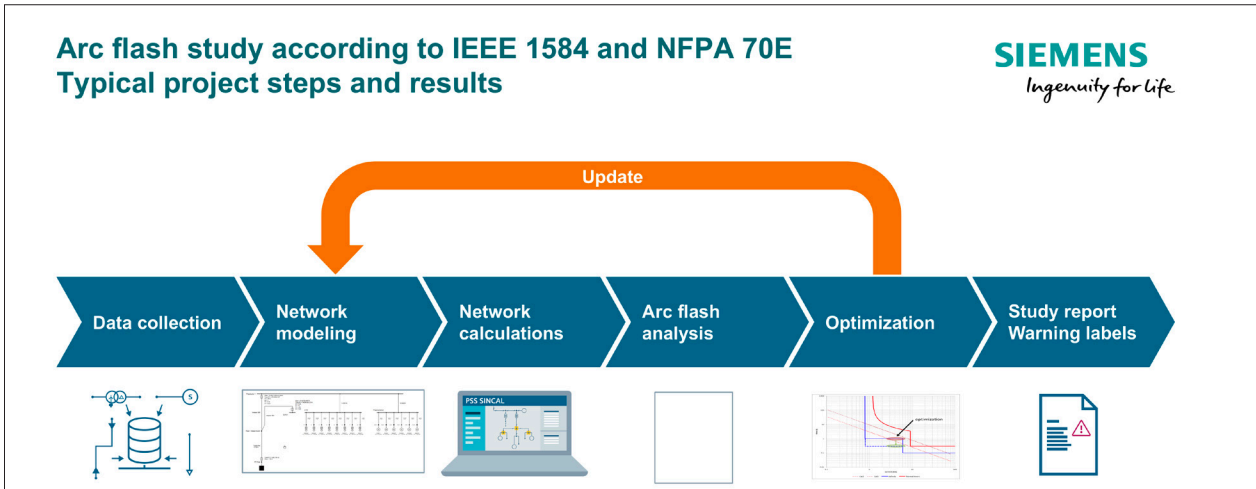 Arc flash study according to IEEE 1584 and NFPA 70E
Typical project steps and results
SIEMENS
Ingenuity for life
Update
Data collection
Network
modeling
Network
calculations
Arc flash
analysis
Optimization
Study report
Warning labels
S
PSS SINCAL